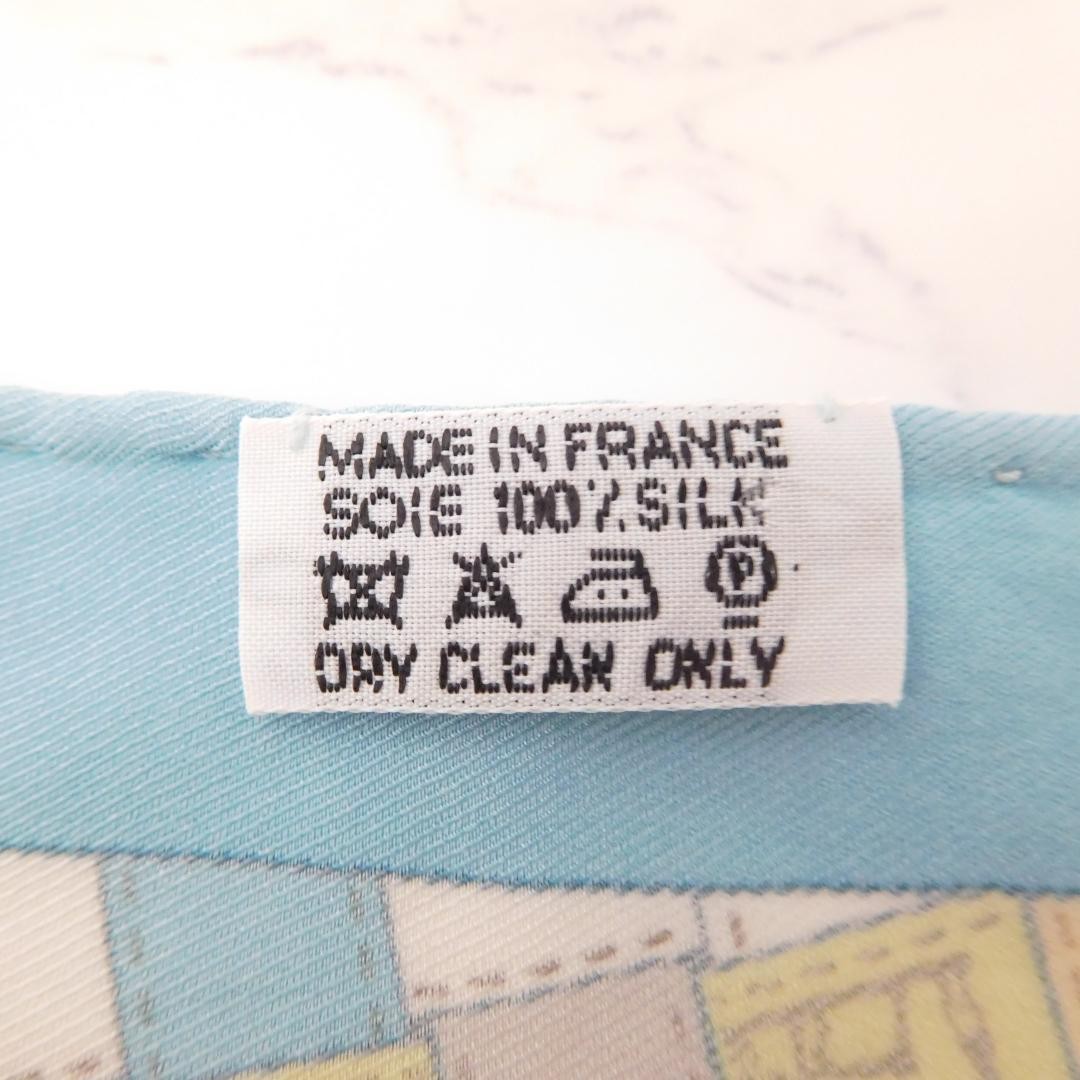 MADE IN FRANCE
SOIE 100% SILK
P
DRY CLEAN ONLY